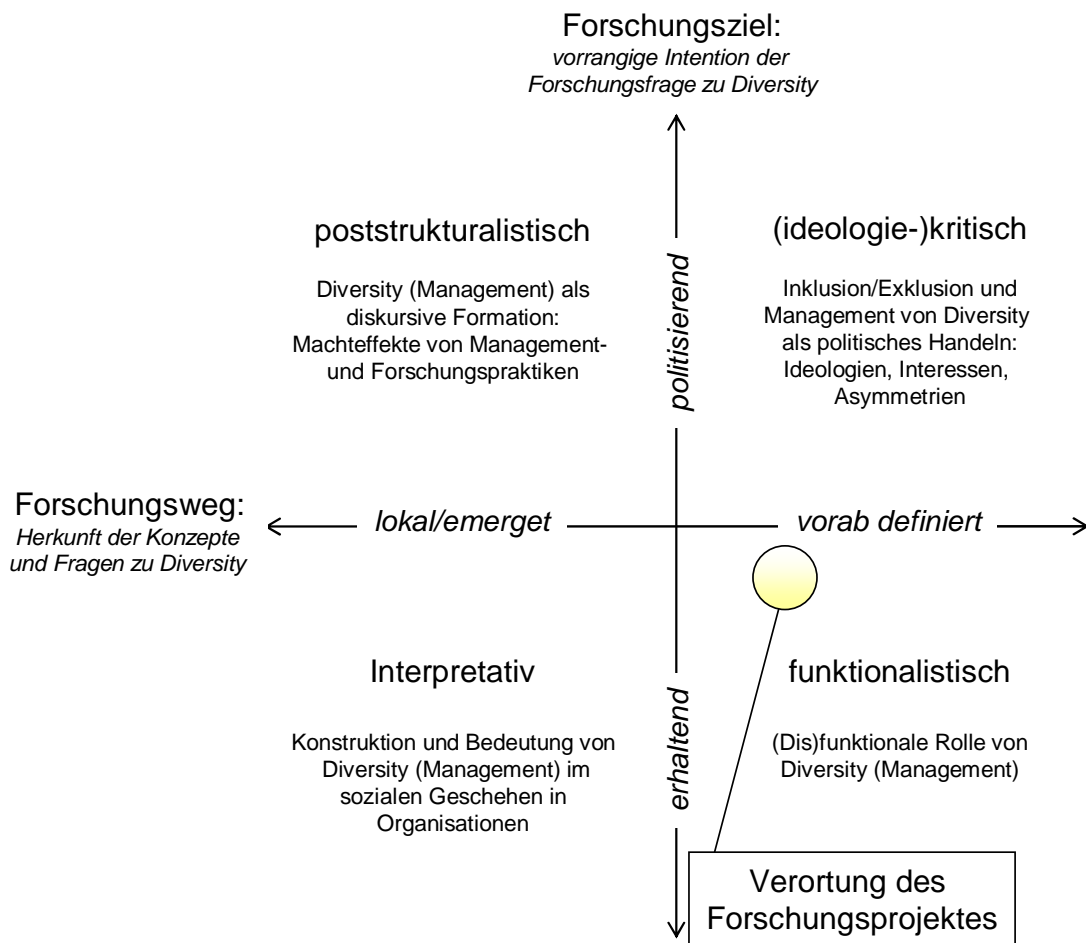 Forschungsziel:
vorrangige Intention der
Forschungsfrage zu Diversity
poststrukturalistisch
Diversity (Management) als
diskursive Formation:
Machteffekte von Management-
und Forschungspraktiken
politisierend
(ideologie-)kritisch
Inklusion/Exklusion und
Management von Diversity
als politisches Handeln:
Ideologien, Interessen,
Asymmetrien
Forschungsweg:
Herkunft der Konzepte
und Fragen zu Diversity
lokal/emerget
vorab definiert
Interpretativ
Konstruktion und Bedeutung von
Diversity (Management) im
sozialen Geschehen in
Organisationen
erhaltend
funktionalistisch
(Dis)funktionale Rolle von
Diversity (Management)
Verortung des
Forschungsprojektes